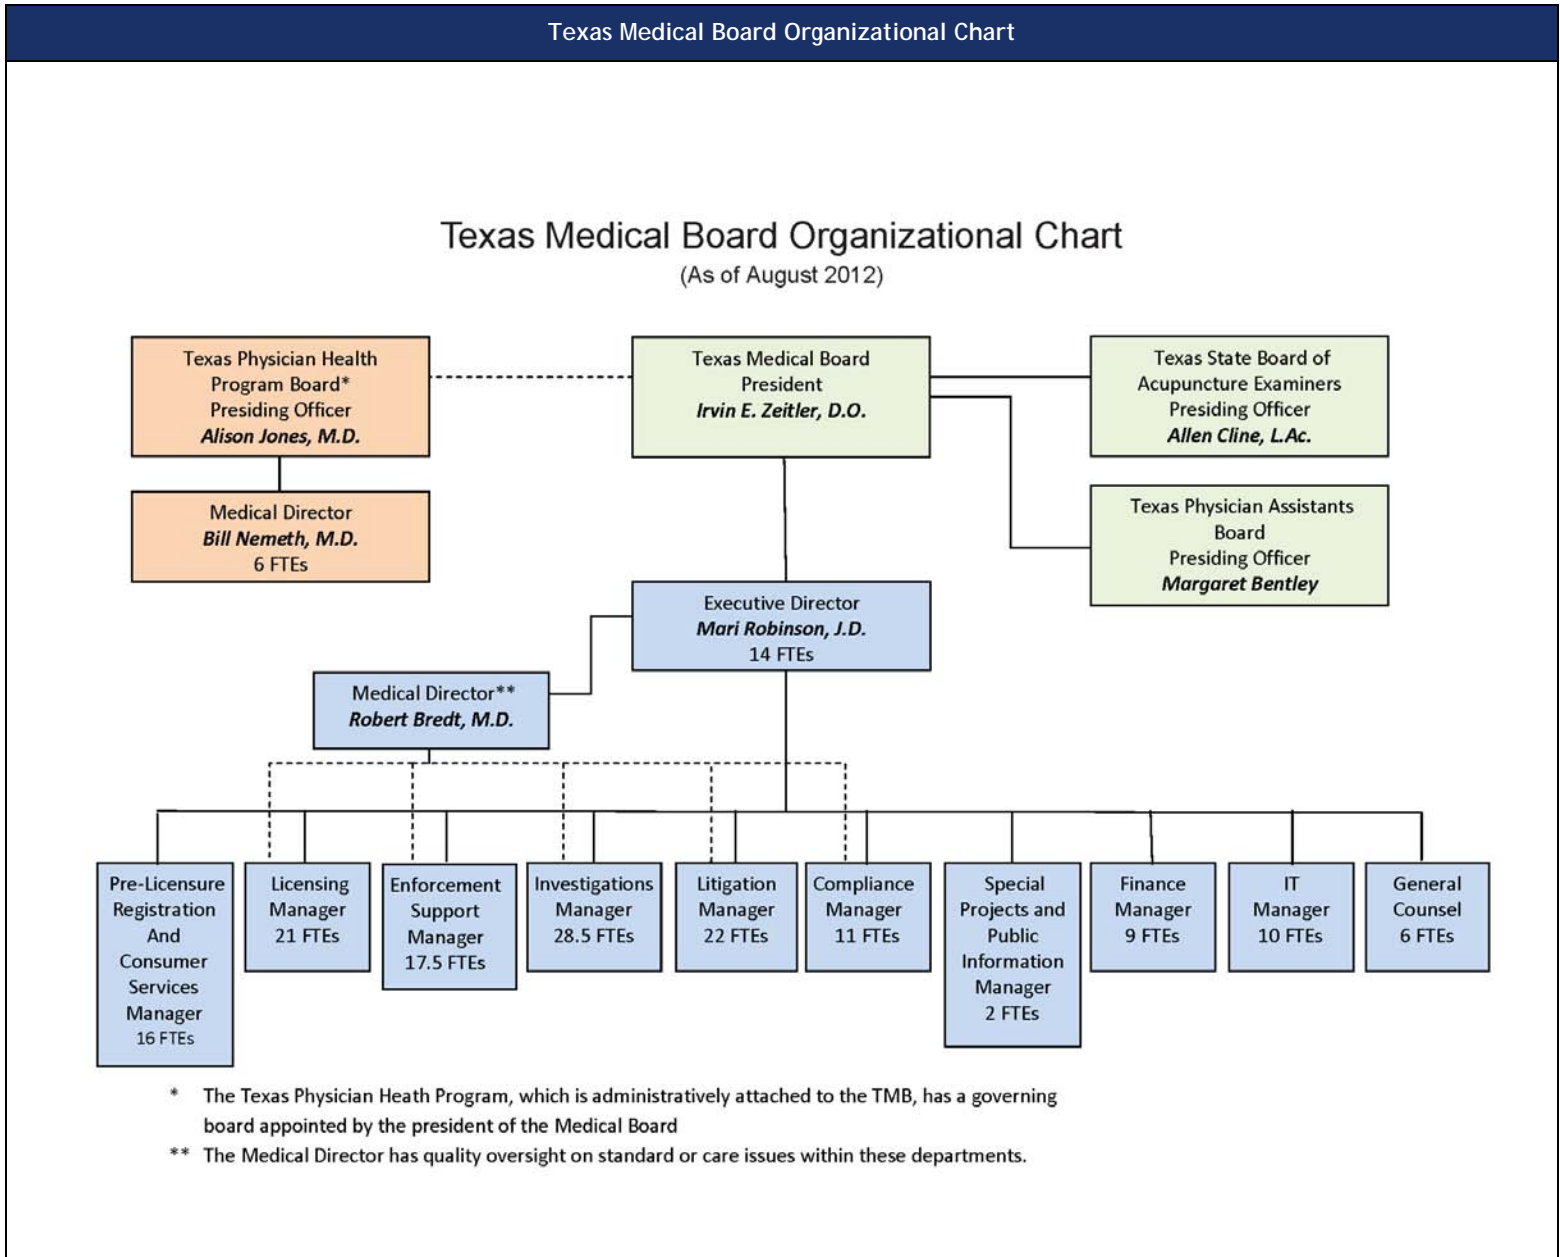 Texas Medical Board Organizational Chart
Texas Medical Board Organizational Chart
(As of August 2012)
Texas Physician Health
Program Board*
Presiding Officer
Alison Jones, M.D.
Texas Medical Board
President
Irvin E. Zeitler, D.O.
Texas State Board of
Acupuncture Examiners
Presiding Officer
Allen Cline, L.Ac.
Medical Director
Bill Nemeth, M.D.
6 FTEs
Texas Physician Assistants
Board
Presiding Officer
Margaret Bentley
Executive Director
Mari Robinson, J.D.
14 FTEs
Medical Director**
Robert Bredt, M.D.
Pre-Licensure
Registration
And
Consumer
Services
Manager
16 FTEs
Licensing
Manager
21 FTEs
Enforcement
Support
Manager
17.5 FTEs
Investigations
Manager
28.5 FTEs
Litigation
Manager
22 FTEs
Compliance
Manager
11 FTEs
Special
Projects and
Public
Information
Manager
2 FTEs
Finance
Manager
9 FTEs
IT
Manager
10 FTEs
General
Counsel
6 FTEs
* The Texas Physician Heath Program, which is administratively attached to the TMB, has a governing
board appointed by the president of the Medical Board
** The Medical Director has quality oversight on standard or care issues within these departments.